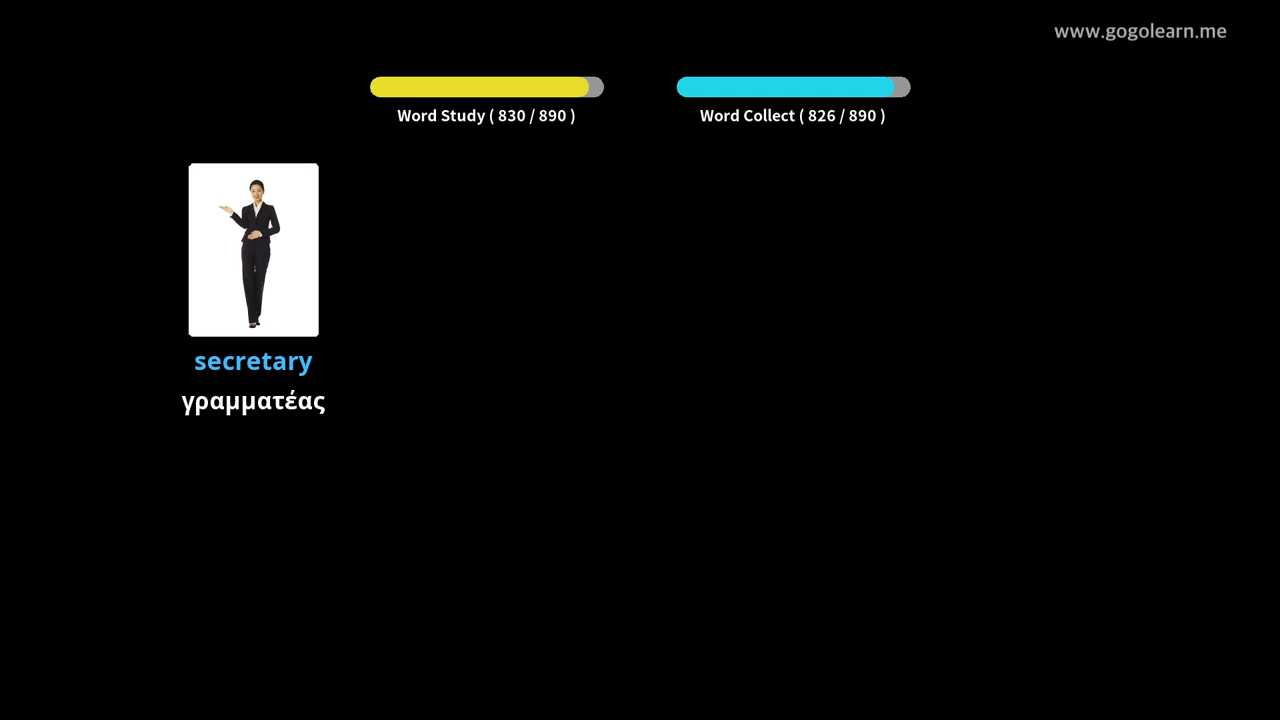 www.gogolearn.me
Word Study ( 830 / 890 )
Word Collect ( 826 / 890 )
secretary
γραμματέας